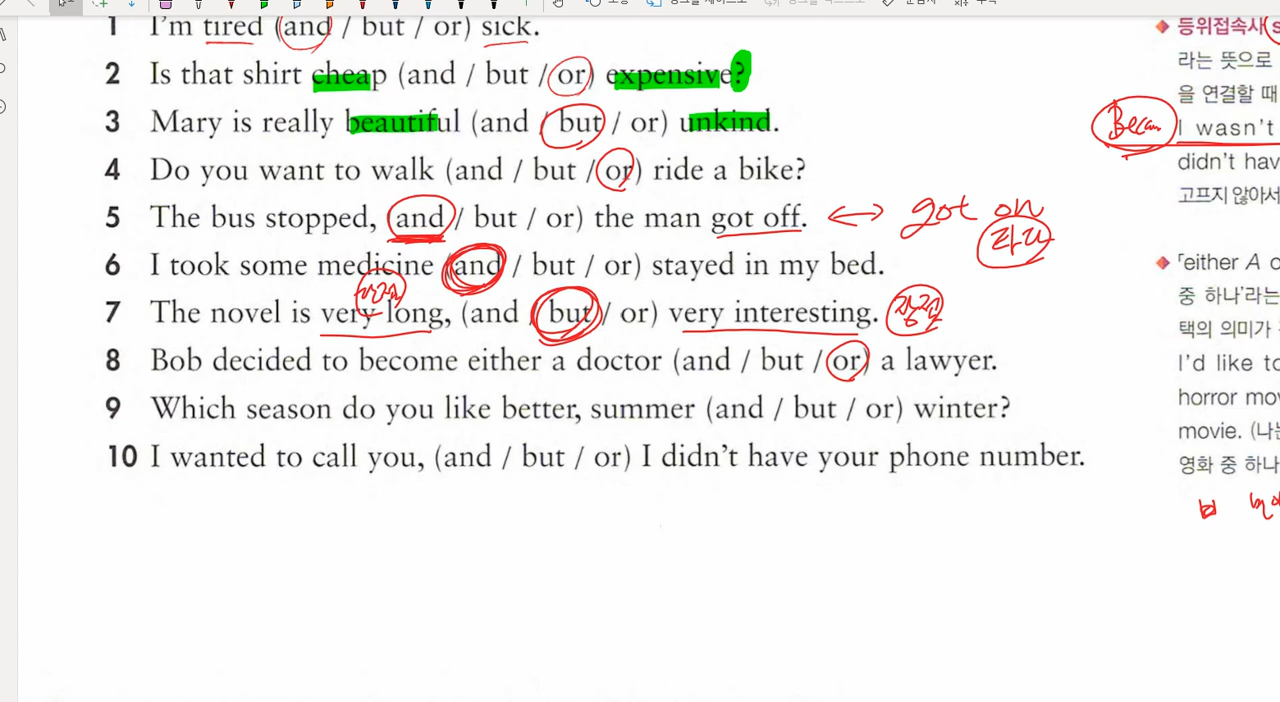 1 I'm tired (and / but / or) sick.
2 Is that shirt cheap (and / but / or) expensive?
3 Mary is really beautiful (and / but / or) unkind.
4 Do you want to walk (and / but / or) ride a bike?
5 The bus stopped, (and / but / or) the man got off. ↔ got on
타다
6 I took some medicine (and / but / or) stayed in my bed.
7 The novel is very long, (and / but / or) very interesting. 장점
8 Bob decided to become either a doctor (and / but / or) a lawyer.
9 Which season do you like better, summer (and / but / or) winter?
10 I wanted to call you, (and / but / or) I didn't have your phone number.
등위접속사
라는 뜻으로
을 연결할 때
I wasn't
didn't hav
고프지 않아서
「either A o
중 하나'라는
택의 의미가
I'd like to
horror mov
movie. (나는
영화 중 하나